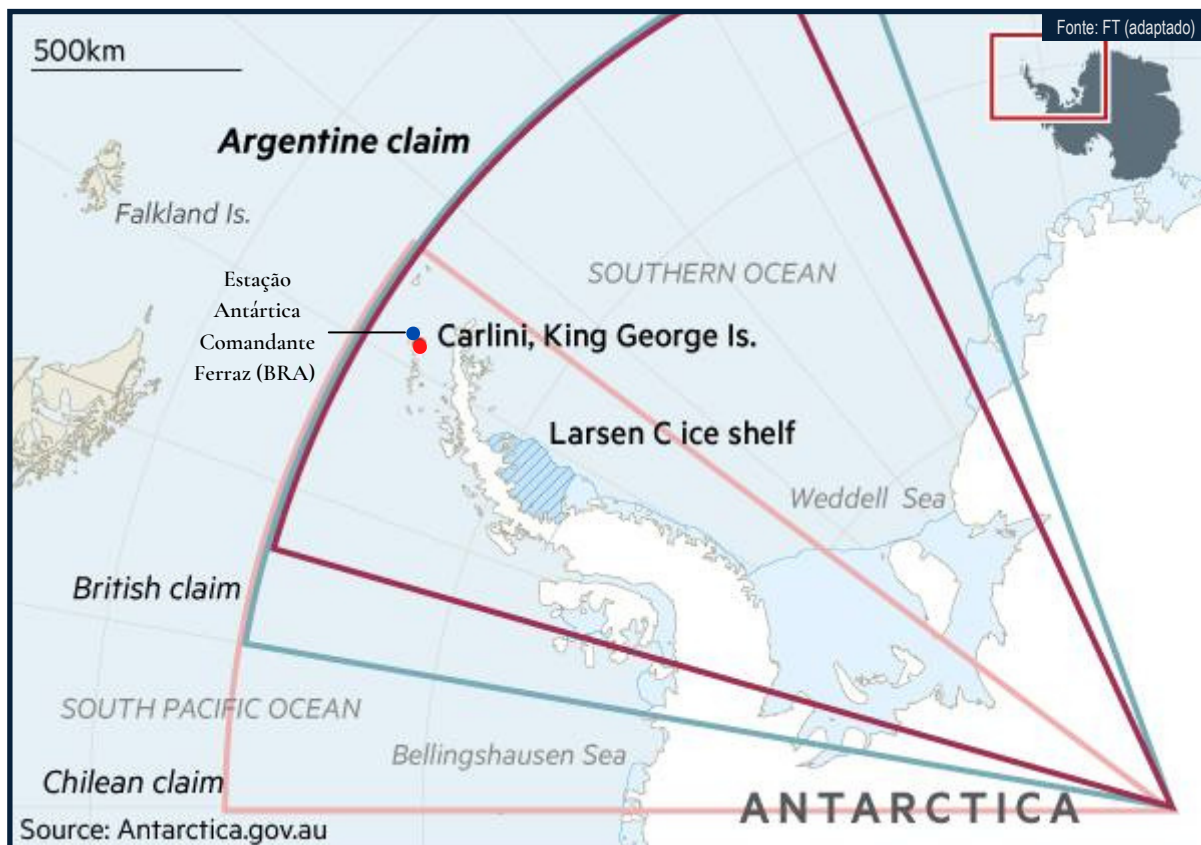 Fonte: FT (adaptado)
500km
Argentine claim
Falkland Is.
SOUTHERN OCEAN
Estação
Antártica
Comandante
Ferraz (BRA)
Carlini, King George Is.
Larsen C ice shelf
Weddell Sea
British claim
SOUTH PACIFIC OCEAN
Bellingshausen Sea
Chilean claim
ANTARCTICA
Source: Antarctica.gov.au